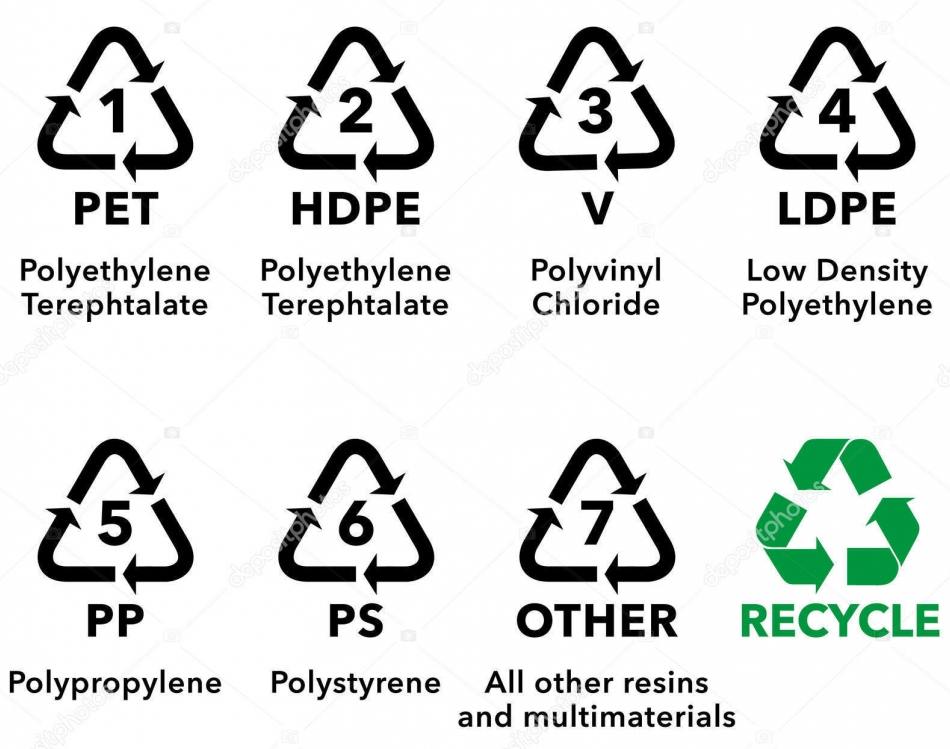 1
PET
Polyethylene
Terephtalate
2
HDPE
Polyethylene
Terephtalate
3
V
Polyvinyl
Chloride
4
LDPE
Low Density
Polyethylene
5
PP
Polypropylene
6
PS
Polystyrene
7
OTHER
All other resins
and multimaterials
RECYCLE
depositphotos